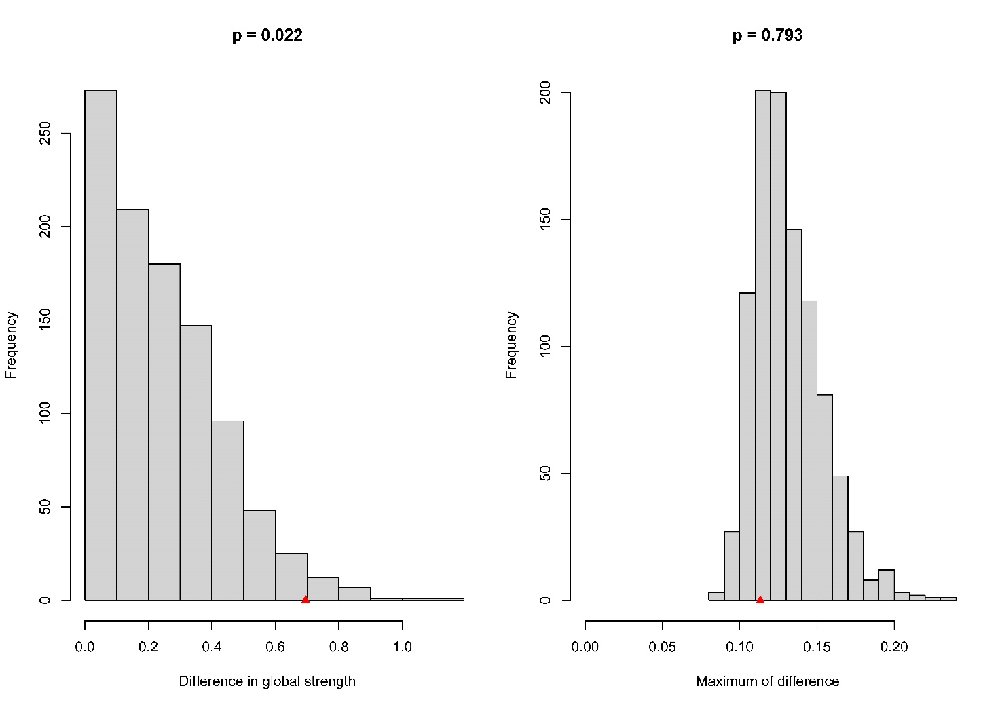 p = 0.022
Frequency
250
200
150
100
50
0
0.0 0.2 0.4 0.6 0.8 1.0
Difference in global strength
p = 0.793
Frequency
200
150
100
50
0
0.00 0.05 0.10 0.15 0.20
Maximum of difference